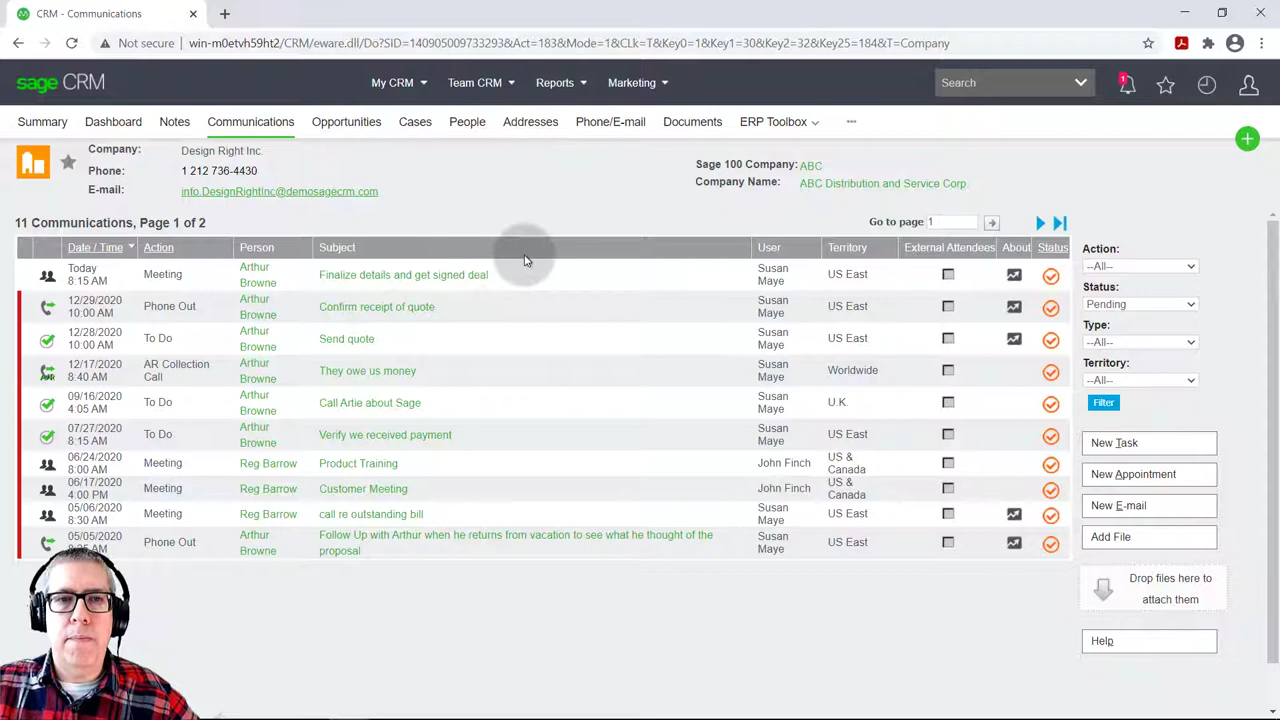 CRM - Communications
Not secure win-m0etvh59ht2/CRM/eware.dll/Do?SID=140905009733293&Act=183&Mode=1&CLk=T&Key0=1&Key1=30&Key2=32&Key25=184&T=Company
sage CRM My CRM Team CRM Reports Marketing Search 1
Summary Dashboard Notes Communications Opportunities Cases People Addresses Phone/E-mail Documents ERP Toolbox ...
Company: Design Right Inc.
Phone: 1 212 736-4430
E-mail: info.DesignRightInc@demosagecrm.com
Sage 100 Company: ABC
Company Name: ABC Distribution and Service Corp.
11 Communications, Page 1 of 2 Go to page 1
Date / Time Action Person Subject User Territory External Attendees About Status
Today 8:15 AM Meeting Arthur Browne Finalize details and get signed deal Susan Maye US East
12/29/2020 10:00 AM Phone Out Arthur Browne Confirm receipt of quote Susan Maye US East
12/28/2020 10:00 AM To Do Arthur Browne Send quote Susan Maye US East
12/17/2020 8:40 AM AR Collection Call Arthur Browne They owe us money Susan Maye Worldwide
09/16/2020 4:05 AM To Do Arthur Browne Call Artie about Sage Susan Maye U.K.
07/27/2020 8:15 AM To Do Arthur Browne Verify we received payment Susan Maye US East
06/24/2020 8:00 AM Meeting Reg Barrow Product Training John Finch US & Canada
06/17/2020 4:00 PM Meeting Reg Barrow Customer Meeting John Finch US & Canada
05/06/2020 8:30 AM Meeting Reg Barrow call re outstanding bill Susan Maye US East
05/05/2020 AM Phone Out Arthur Browne Follow Up with Arthur when he returns from vacation to see what he thought of the proposal Susan Maye US East
Action:
--All--
Status:
Pending
Type:
--All--
Territory:
--All--
Filter
New Task
New Appointment
New E-mail
Add File
Drop files here to
attach them
Help